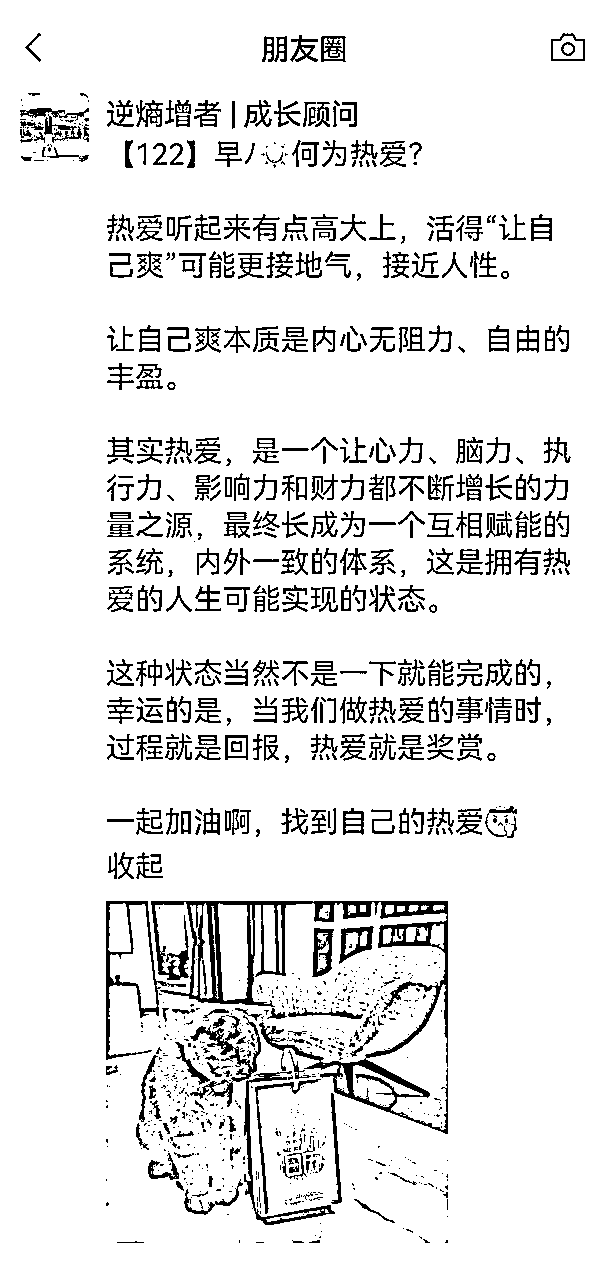 朋友圈
逆熵增者 | 成长顾问
【122】早/☀何为热爱？
热爱听起来有点高大上，活得“让自
己爽”可能更接地气，接近人性。
让自己爽本质是内心无阻力、自由的
丰盈。
其实热爱，是一个让心力、脑力、执
行力、影响力和财力都不断增长的力
量之源，最终长成为一个互相赋能的
系统，内外一致的体系，这是拥有热
爱的人生可能实现的状态。
这种状态当然不是一下就能完成的，
幸运的是，当我们做热爱的事情时，
过程就是回报，热爱就是奖赏。
一起加油啊，找到自己的热爱
收起